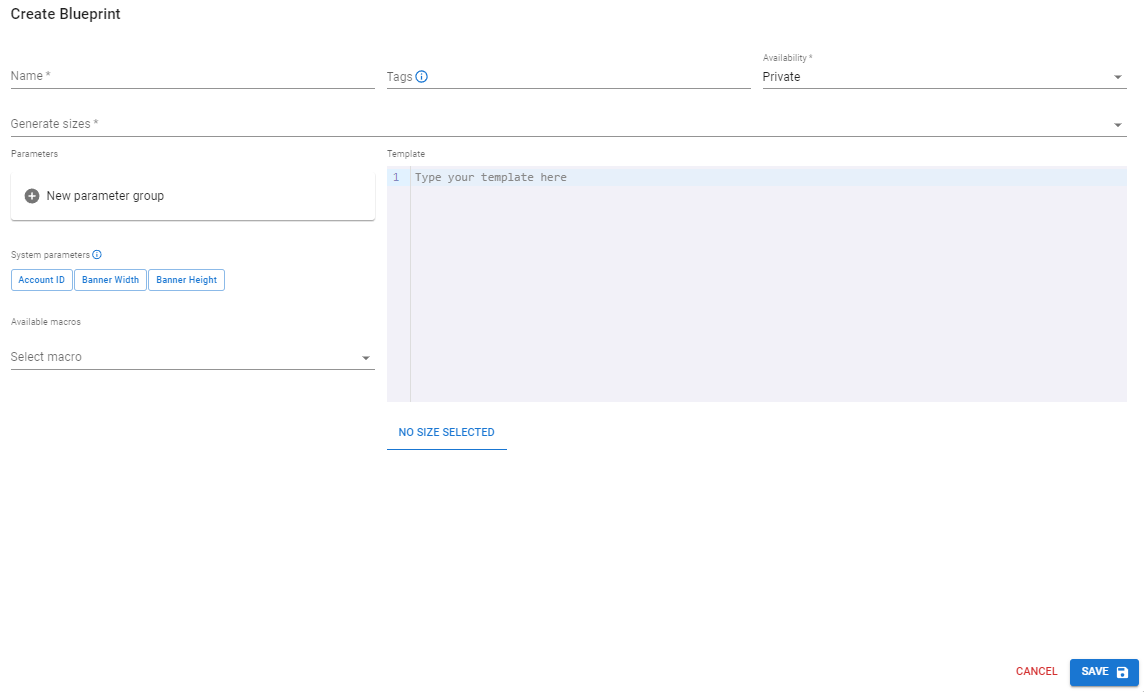 Create Blueprint
Name *
Tags
Availability *
Private
Generate sizes *
Parameters
New parameter group
System parameters
Account ID
Banner Width
Banner Height
Available macros
Select macro
Template
1 Type your template here
NO SIZE SELECTED
CANCEL
SAVE